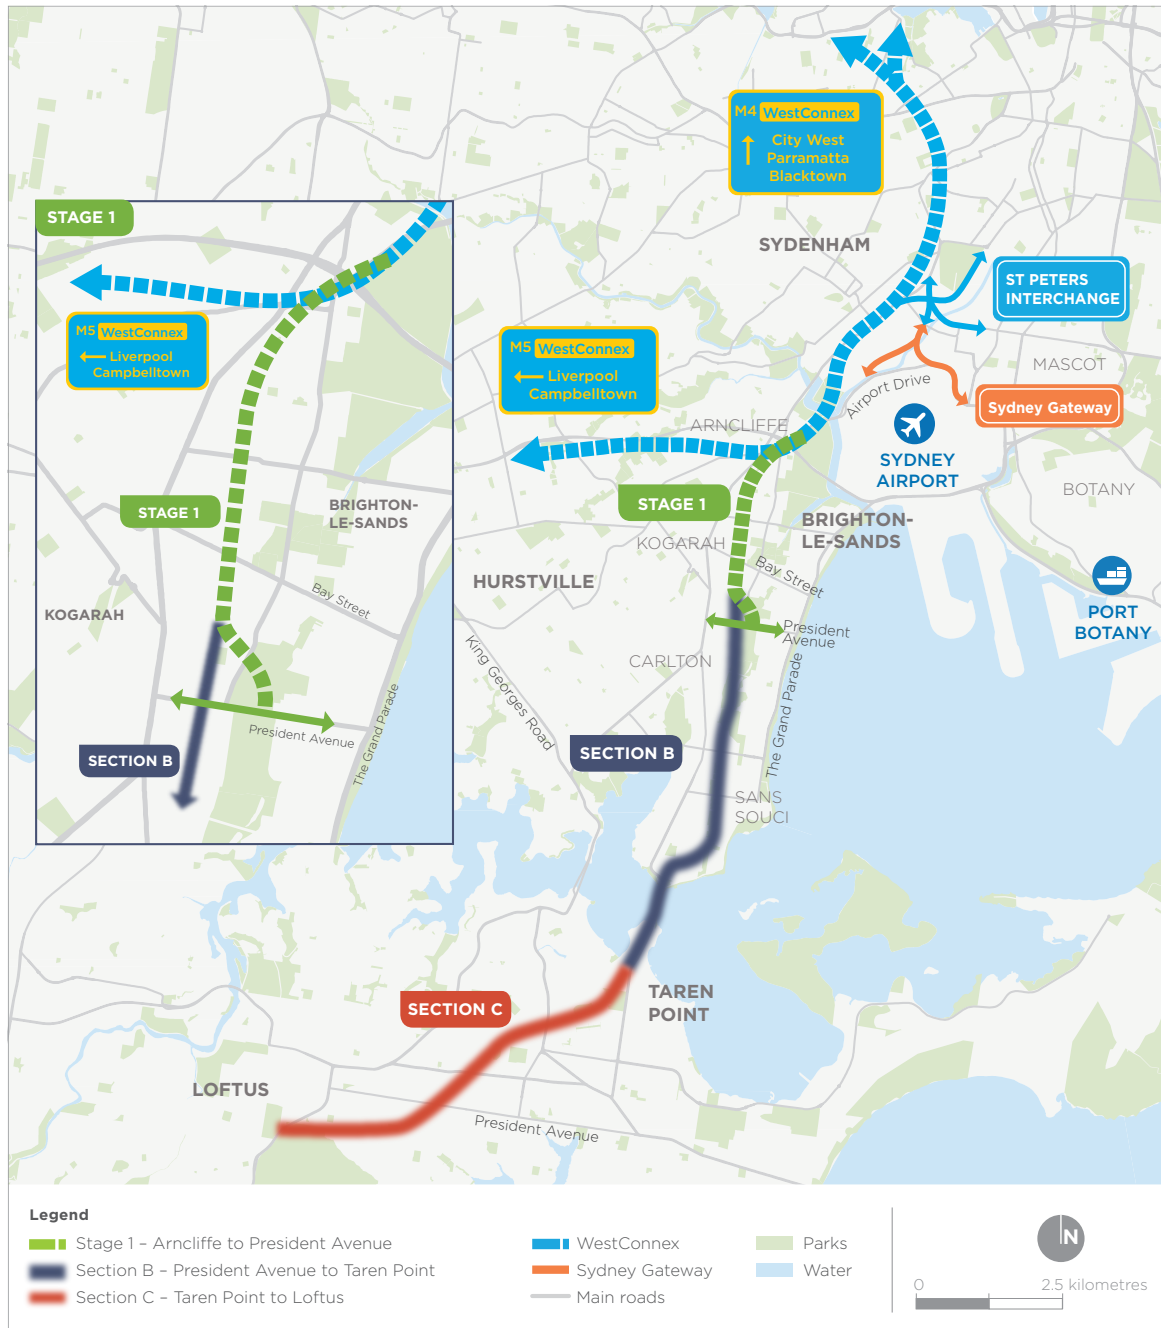 M4 WestConnex
City West
Parramatta
Blacktown
STAGE 1
SYDENHAM
ST PETERS
INTERCHANGE
M5 WestConnex
Liverpool
Campbelltown
M5 WestConnex
Liverpool
Campbelltown
MASCOT
Airport Drive
Sydney Gateway
ARNCLIFFE
SYDNEY
AIRPORT
STAGE 1
STAGE 1
BRIGHTON-
LE-SANDS
BOTANY
BRIGHTON-
LE-SANDS
KOGARAH
HURSTVILLE
Bay Street
Bay Street
KOGARAH
PORT
BOTANY
President
Avenue
King Georges Road
CARLTON
The Grand Parade
President Avenue
The Grand Parade
SECTION B
SECTION B
SANS
SOUCI
TAREN
POINT
SECTION C
LOFTUS
President Avenue
Legend
Stage 1 – Arncliffe to President Avenue
Section B – President Avenue to Taren Point
Section C – Taren Point to Loftus
WestConnex
Sydney Gateway
Main roads
Parks
Water
N
0 2.5 kilometres